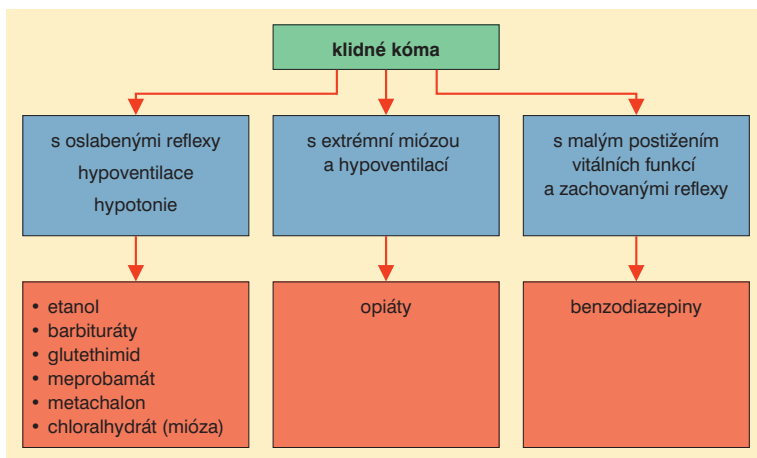 klidné kóma
s oslabenými reflexy
hypoventilace
hypotonie
s extrémní miózou
a hypoventilací
s malým postižením
vitálních funkcí
a zachovanými reflexy
• etanol
• barbituráty
• glutethimid
• meprobamát
• metachalon
• chloralhydrát (mióza)
opiáty
benzodiazepiny